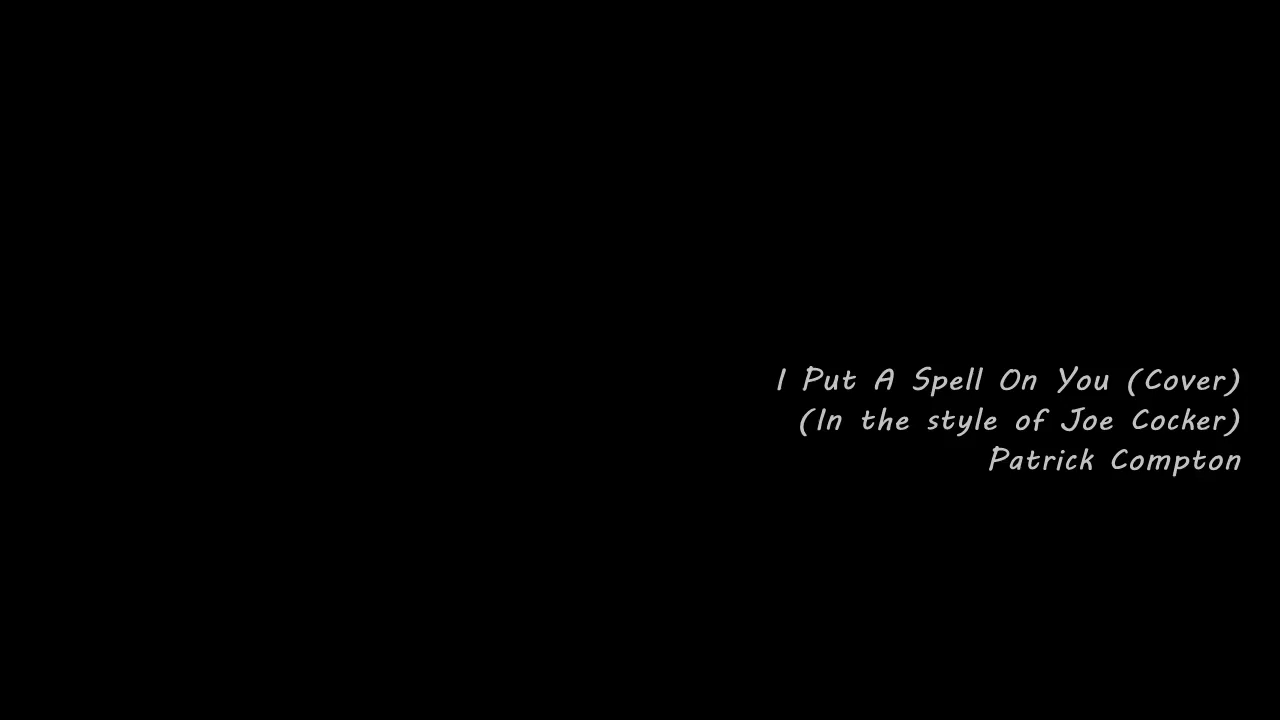 I Put A Spell On You (Cover)
(In the style of Joe Cocker)
Patrick Compton